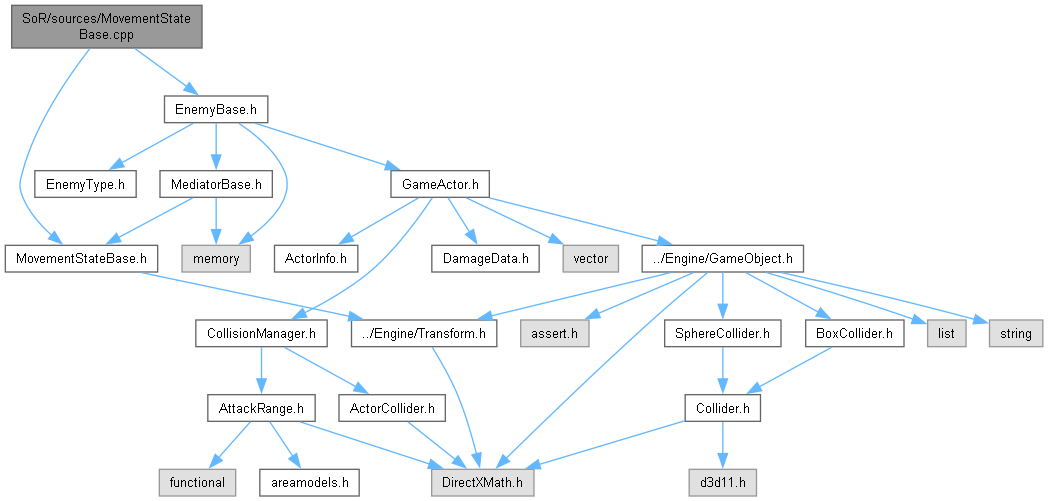 SoR/sources/MovementState
Base.cpp
EnemyBase.h
EnemyType.h
MediatorBase.h
GameActor.h
MovementStateBase.h
memory
ActorInfo.h
DamageData.h
vector
../Engine/GameObject.h
CollisionManager.h
../Engine/Transform.h
assert.h
SphereCollider.h
BoxCollider.h
list
string
AttackRange.h
ActorCollider.h
Collider.h
functional
areamodels.h
DirectXMath.h
d3d11.h